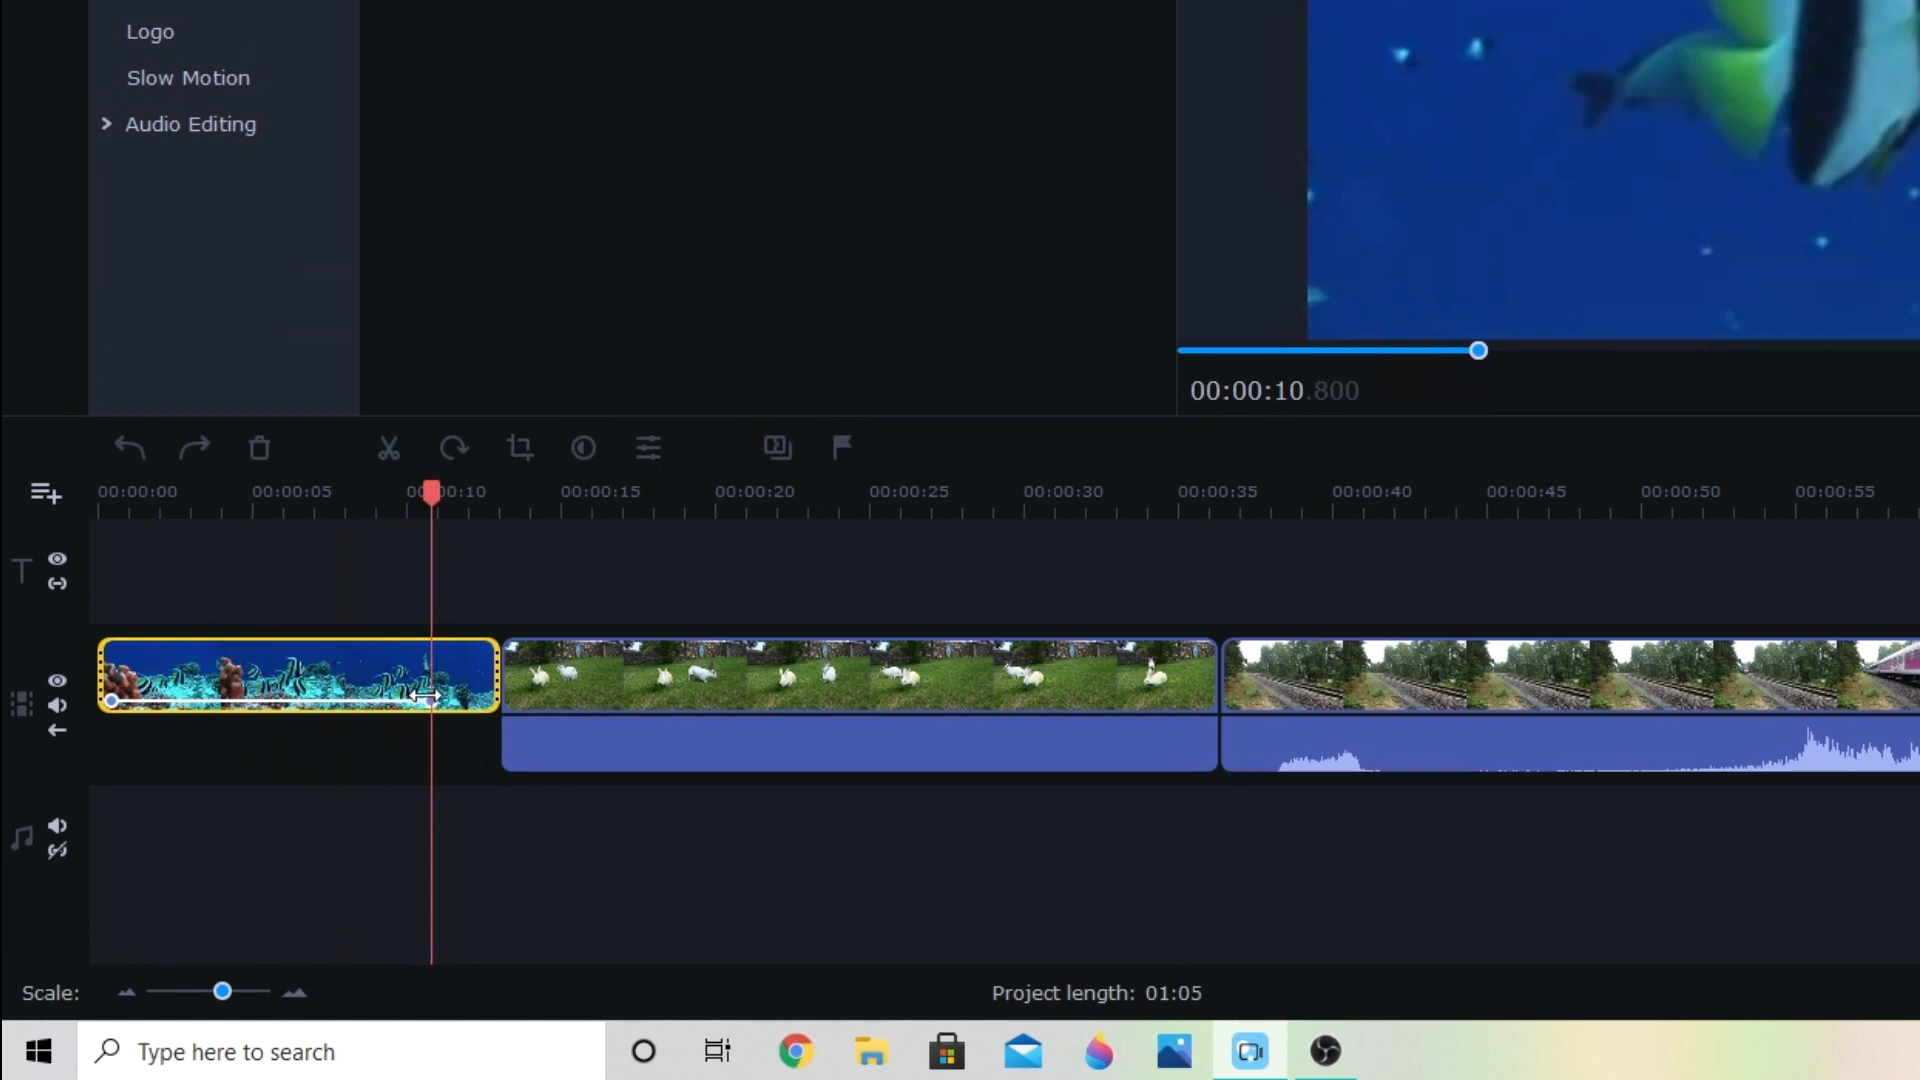 Logo
Slow Motion
Audio Editing
00:00:10.800
00:00:00 00:00:05 00:00:10 00:00:15 00:00:20 00:00:25 00:00:30 00:00:35 00:00:40 00:00:45 00:00:50 00:00:55
T
Scale:
Project length: 01:05
Type here to search